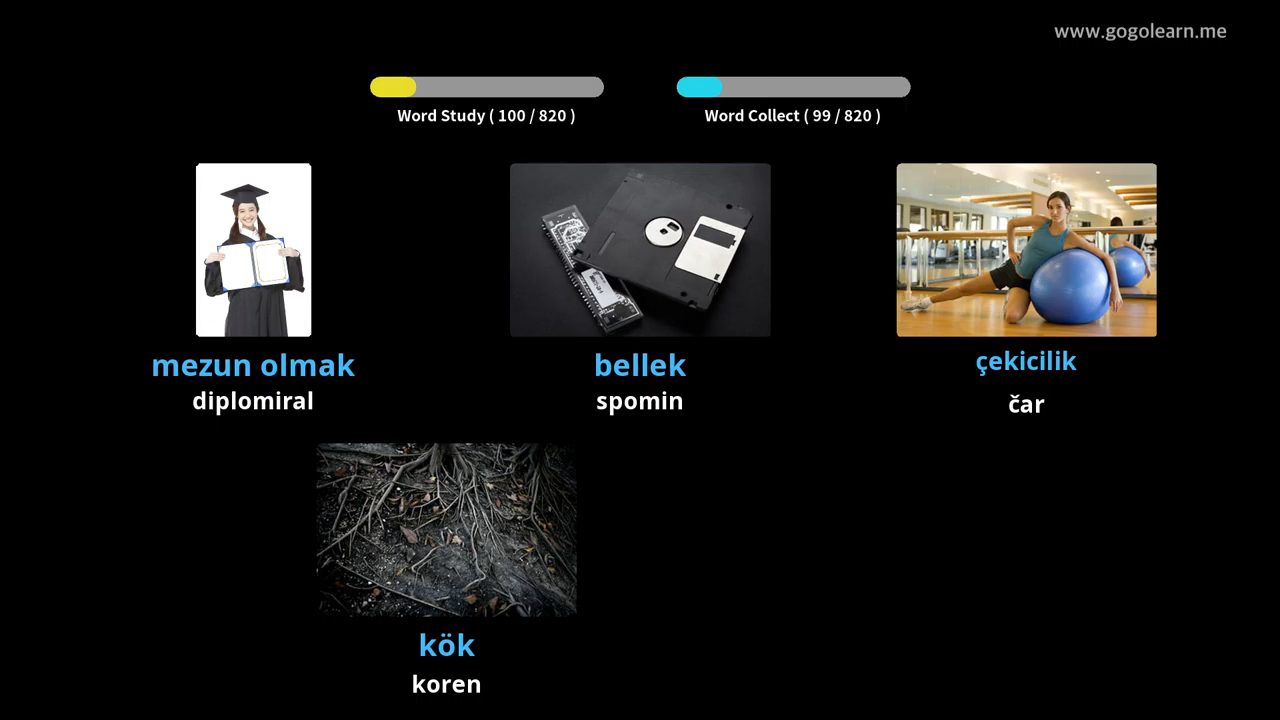 www.gogolearn.me
Word Study ( 100 / 820 )
Word Collect ( 99 / 820 )
mezun olmak
diplomiral
bellek
spomin
çekicilik
čar
kök
koren